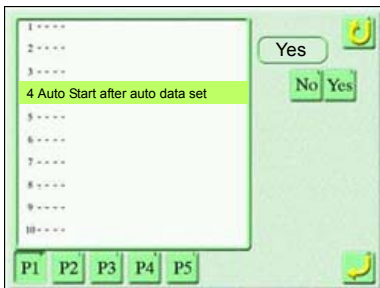 1 - - - -
2 - - - -
3 - - - -
4 Auto Start after auto data set
5 - - - -
6 - - - -
7 - - - -
8 - - - -
9 - - - -
10 - - - -
Yes
No Yes
P1 P2 P3 P4 P5